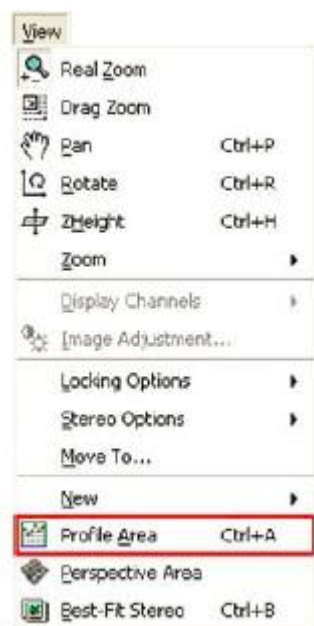 View
Real Zoom
Drag Zoom
Pan Ctrl+P
Rotate Ctrl+R
ZHeight Ctrl+H
Zoom
Display Channels
Image Adjustment...
Locking Options
Stereo Options
Move To...
New
Profile Area Ctrl+A
Perspective Area
Best-Fit Stereo Ctrl+B